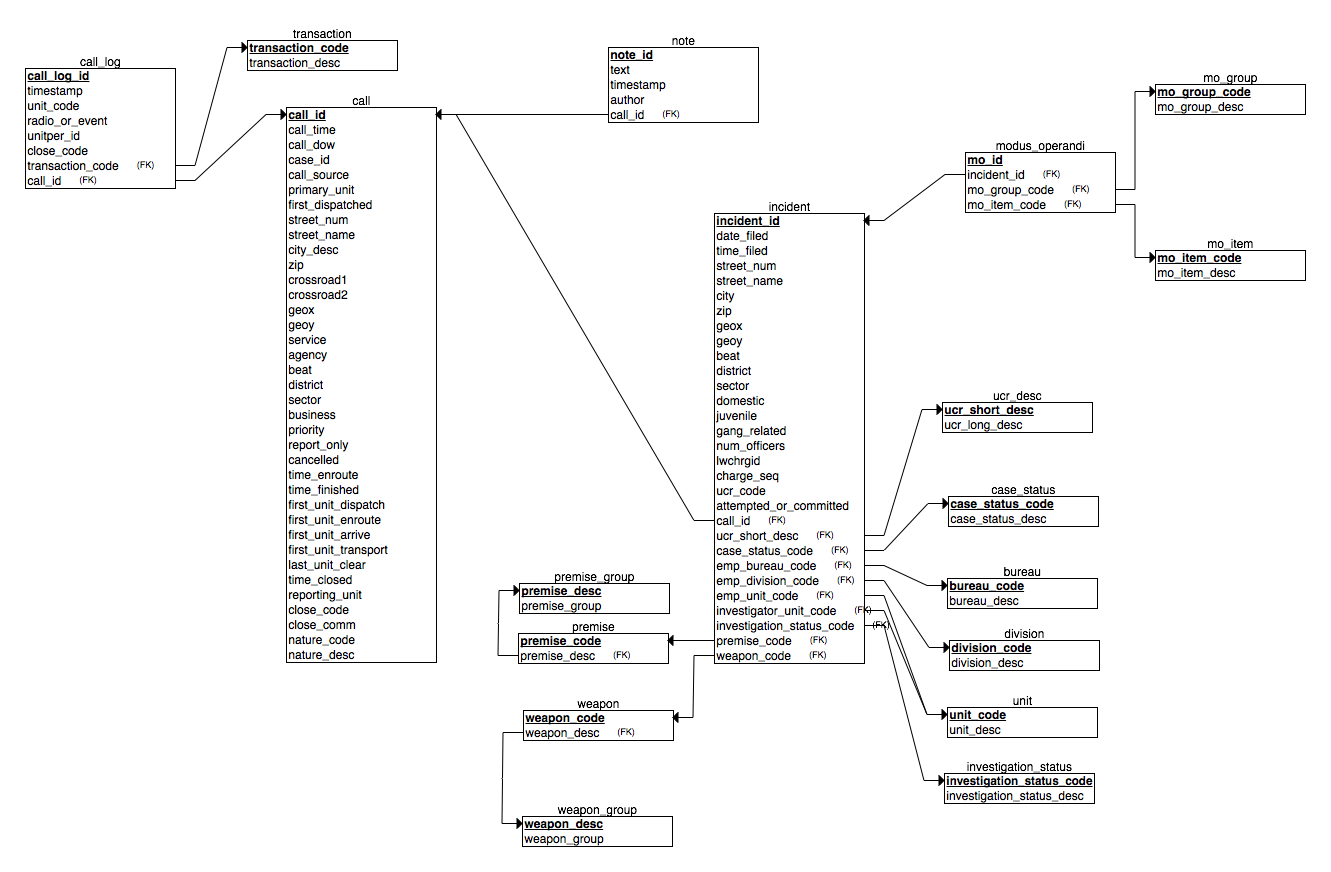 transaction
transaction_code
transaction_desc
call_log
call_log_id
timestamp
unit_code
radio_or_event
unitper_id
close_code
transaction_code (FK)
call_id (FK)
call
call_id
call_time
call_dow
case_id
call_source
primary_unit
first_dispatched
street_num
street_name
city_desc
zip
crossroad1
crossroad2
geox
geoy
service
agency
beat
district
sector
business
priority
report_only
cancelled
time_enroute
time_finished
first_unit_dispatch
first_unit_enroute
first_unit_arrive
first_unit_transport
last_unit_clear
time_closed
reporting_unit
close_code
close_comm
nature_code
nature_desc
note
note_id
text
timestamp
author
call_id (FK)
mo_group
mo_group_code
mo_group_desc
modus_operandi
mo_id
incident_id (FK)
mo_group_code (FK)
mo_item_code (FK)
mo_item
mo_item_code
mo_item_desc
incident
incident_id
date_filed
time_filed
street_num
street_name
city
zip
geox
geoy
beat
district
sector
domestic
juvenile
gang_related
num_officers
lwchrgid
charge_seq
ucr_code
attempted_or_committed
call_id (FK)
ucr_short_desc (FK)
case_status_code (FK)
emp_bureau_code (FK)
emp_division_code (FK)
emp_unit_code (FK)
investigator_unit_code (FK)
investigation_status_code (FK)
premise_code (FK)
weapon_code (FK)
ucr_desc
ucr_short_desc
ucr_long_desc
case_status
case_status_code
case_status_desc
bureau
bureau_code
bureau_desc
division
division_code
division_desc
unit
unit_code
unit_desc
investigation_status
investigation_status_code
investigation_status_desc
premise_group
premise_desc
premise_group
premise
premise_code
premise_desc (FK)
weapon
weapon_code
weapon_desc (FK)
weapon_group
weapon_desc
weapon_group